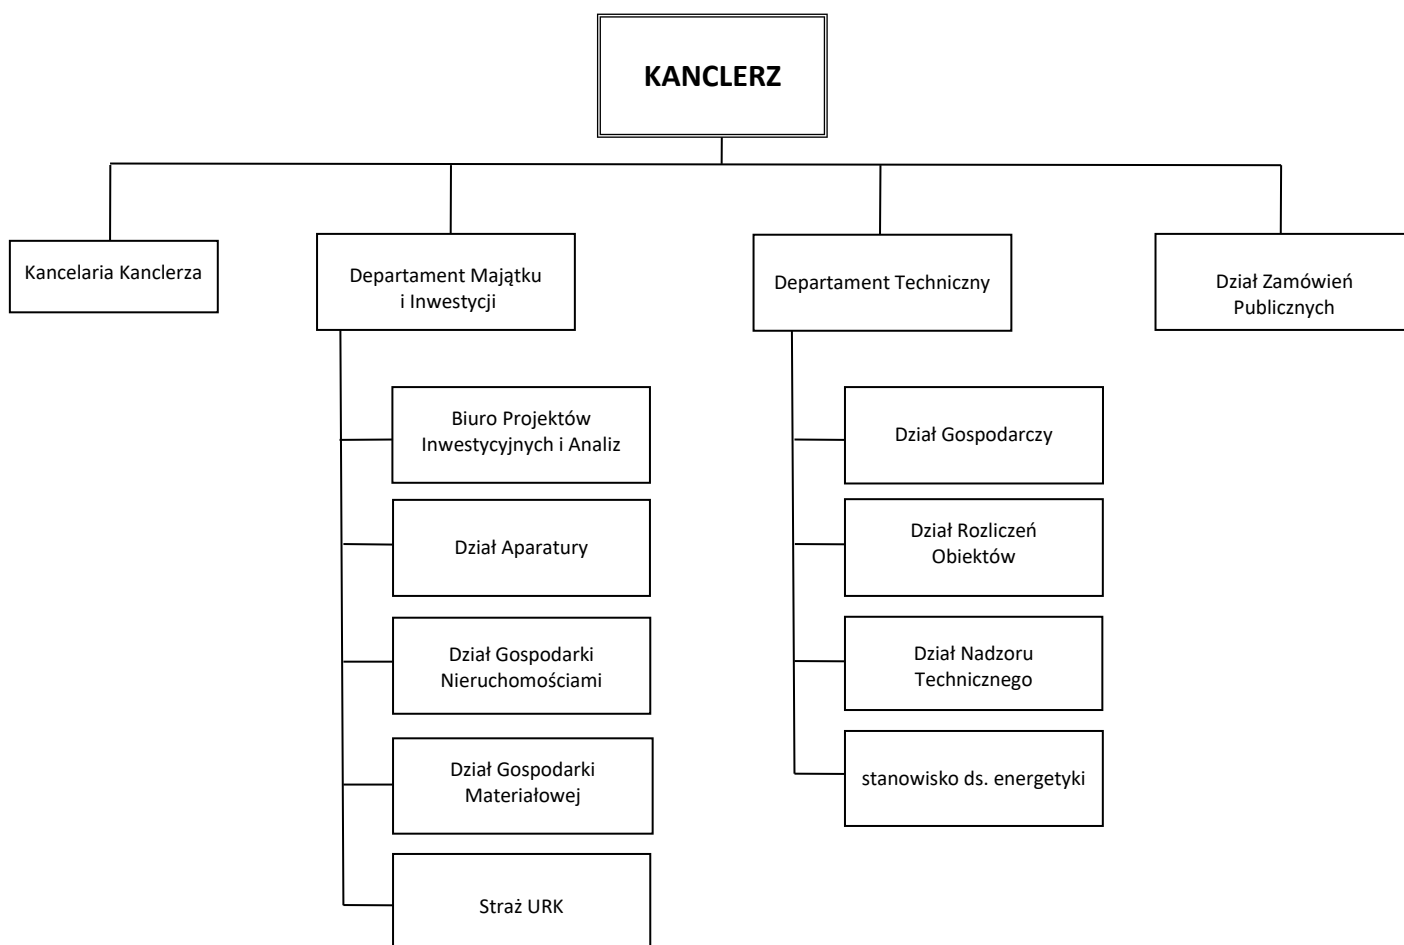 KANCLERZ
Kancelaria Kanclerza
Departament Majątku
i Inwestycji
Departament Techniczny
Dział Zamówień
Publicznych
Biuro Projektów
Inwestycyjnych i Analiz
Dział Aparatury
Dział Gospodarki
Nieruchomościami
Dział Gospodarki
Materiałowej
Straż URK
Dział Gospodarczy
Dział Rozliczeń
Obiektów
Dział Nadzoru
Technicznego
stanowisko ds. energetyki